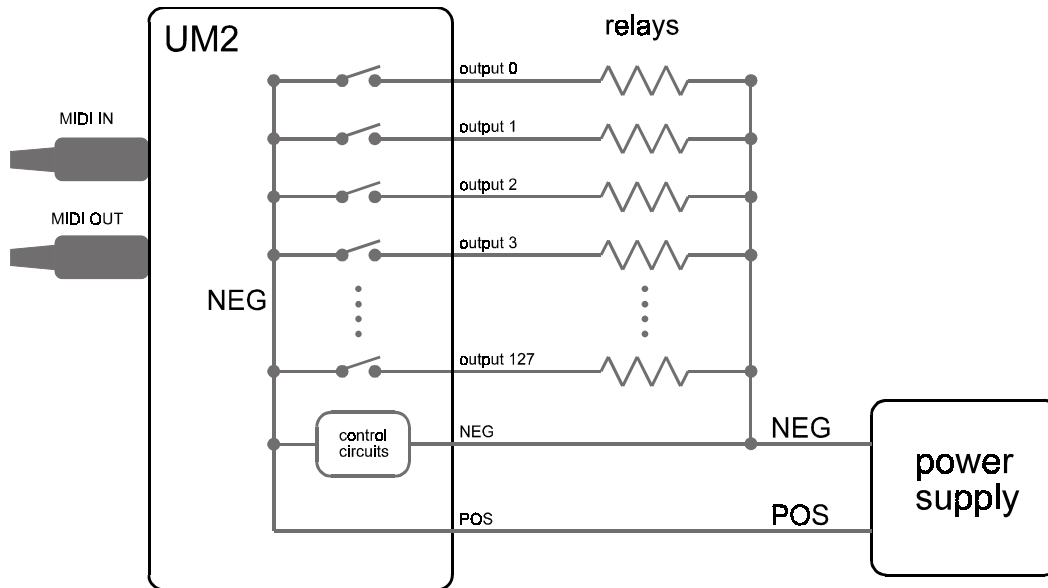 UM2
relays
output 0
MIDI IN
output 1
output 2
MIDI OUT
output 3
NEG
output 127
control
circuits
NEG
NEG
power
supply
POS
POS